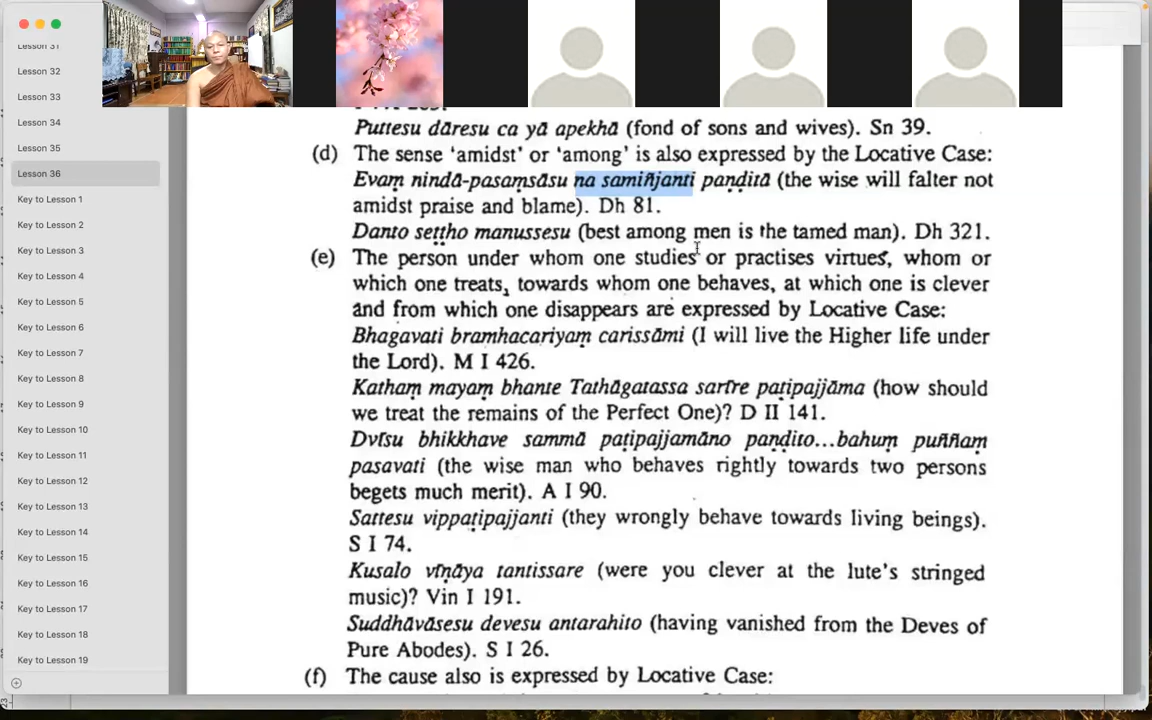 Lesson 31
Lesson 32
Lesson 33
Lesson 34
Lesson 35
Lesson 36
Key to Lesson 1
Key to Lesson 2
Key to Lesson 3
Key to Lesson 4
Key to Lesson 5
Key to Lesson 6
Key to Lesson 7
Key to Lesson 8
Key to Lesson 9
Key to Lesson 10
Key to Lesson 11
Key to Lesson 12
Key to Lesson 13
Key to Lesson 14
Key to Lesson 15
Key to Lesson 16
Key to Lesson 17
Key to Lesson 18
Key to Lesson 19
Puttesu dāresu ca yā apekhā (fond of sons and wives). Sn 39.
(d) The sense ‘amidst’ or ‘among’ is also expressed by the Locative Case:
Evaṃ nindā-pasaṃsāsu na samiñjanti paṇḍitā (the wise will falter not
amidst praise and blame). Dh 81.
Danto seṭṭho manussesu (best among men is the tamed man). Dh 321.
(e) The person under whom one studies or practises virtues, whom or
which one treats, towards whom one behaves, at which one is clever
and from which one disappears are expressed by Locative Case:
Bhagavati bramhacariyaṃ carissāmi (I will live the Higher life under
the Lord). M I 426.
Kathaṃ mayaṃ bhante Tathāgatassa sarīre paṭipajjāma (how should
we treat the remains of the Perfect One)? D II 141.
Dvīsu bhikkhave sammā paṭipajjamāno paṇḍito...bahuṃ puññaṃ
pasavati (the wise man who behaves rightly towards two persons
begets much merit). A I 90.
Sattesu vippaṭipajjanti (they wrongly behave towards living beings).
S I 74.
Kusalo vīṇāya tantissare (were you clever at the lute’s stringed
music)? Vin I 191.
Suddhāvāsesu devesu antarahito (having vanished from the Deves of
Pure Abodes). S I 26.
(f) The cause also is expressed by Locative Case: